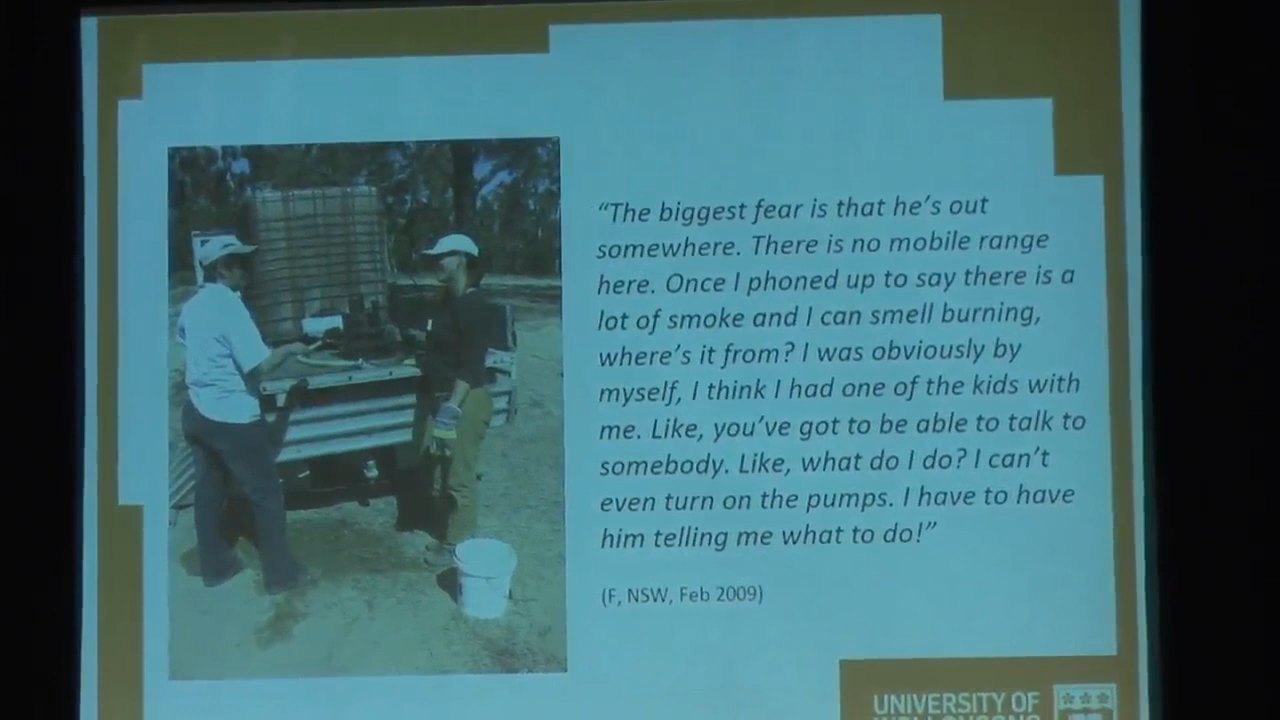 “The biggest fear is that he’s out
somewhere. There is no mobile range
here. Once I phoned up to say there is a
lot of smoke and I can smell burning,
where’s it from? I was obviously by
myself, I think I had one of the kids with
me. Like, you’ve got to be able to talk to
somebody. Like, what do I do? I can’t
even turn on the pumps. I have to have
him telling me what to do!”
(F, NSW, Feb 2009)
UNIVERSITY OF